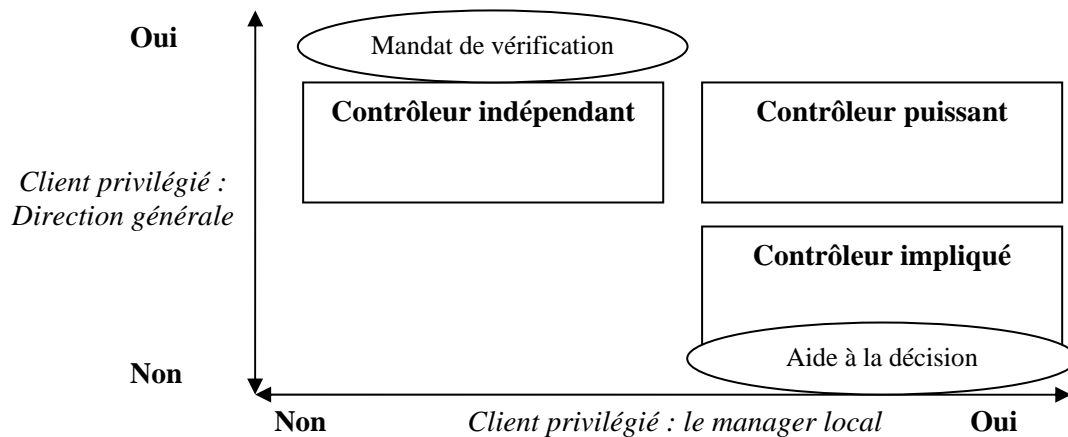 Oui
Mandat de vérification
Contrôleur indépendant
Contrôleur puissant
Client privilégié :
Direction générale
Contrôleur impliqué
Aide à la décision
Non
Non
Client privilégié : le manager local
Oui